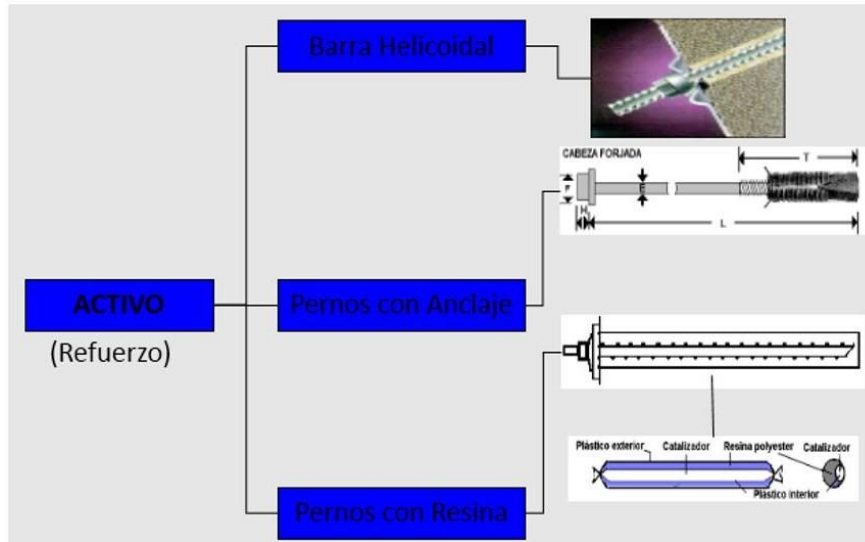 Barra Helicoidal
CABEZA FORJADA
T
F
E
H
L
ACTIVO
(Refuerzo)
Pernos con Anclaje
Plástico exterior
Catalizador
Resina polyester
Catalizador
Plástico interior
Pernos con Resina